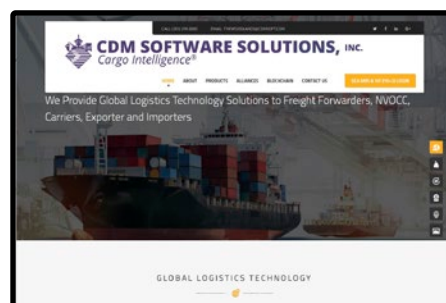 CDM SOFTWARE SOLUTIONS, INC.
Cargo Intelligence®
HOME ABOUT PRODUCTS ALLIANCES BLOCKCHAIN CONTACT US
We Provide Global Logistics Technology Solutions to Freight Forwarders, NVOCC,
Carriers, Exporter and Importers
GLOBAL LOGISTICS TECHNOLOGY